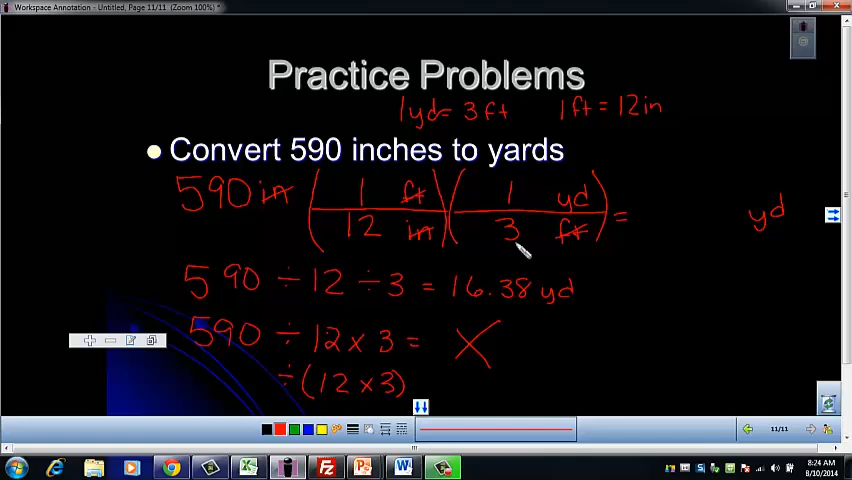 Workspace Annotation - Untitled, Page 11/11 (Zoom 100%) *
Practice Problems
1yd = 3ft 1ft = 12in
Convert 590 inches to yards
590 in (1 ft / 12 in)(1 yd / 3 ft) = yd
590 ÷ 12 ÷ 3 = 16.38 yd
590 ÷ 12 x 3 = X
÷ (12 x 3)
11/11
8:24 AM
8/10/2014